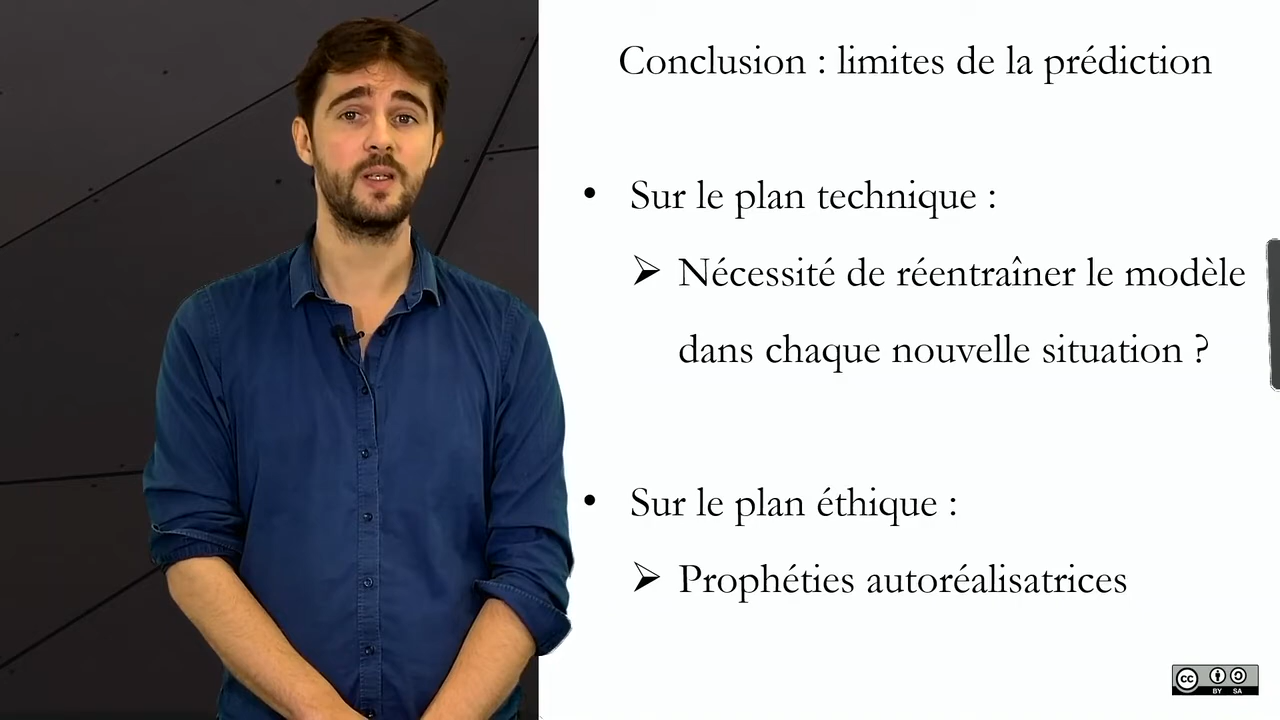 Conclusion : limites de la prédiction
• Sur le plan technique :
➢ Nécessité de réentraîner le modèle
dans chaque nouvelle situation ?
• Sur le plan éthique :
➢ Prophéties autoréalisatrices
cc
BY SA